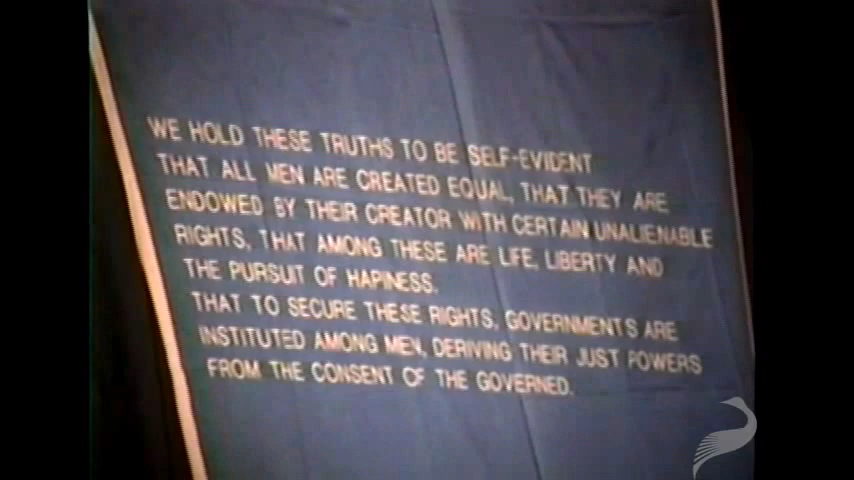 WE HOLD THESE TRUTHS TO BE SELF-EVIDENT
THAT ALL MEN ARE CREATED EQUAL, THAT THEY ARE
ENDOWED BY THEIR CREATOR WITH CERTAIN UNALIENABLE
RIGHTS, THAT AMONG THESE ARE LIFE, LIBERTY AND
THE PURSUIT OF HAPINESS.
THAT TO SECURE THESE RIGHTS, GOVERNMENTS ARE
INSTITUTED AMONG MEN, DERIVING THEIR JUST POWERS
FROM THE CONSENT OF THE GOVERNED.